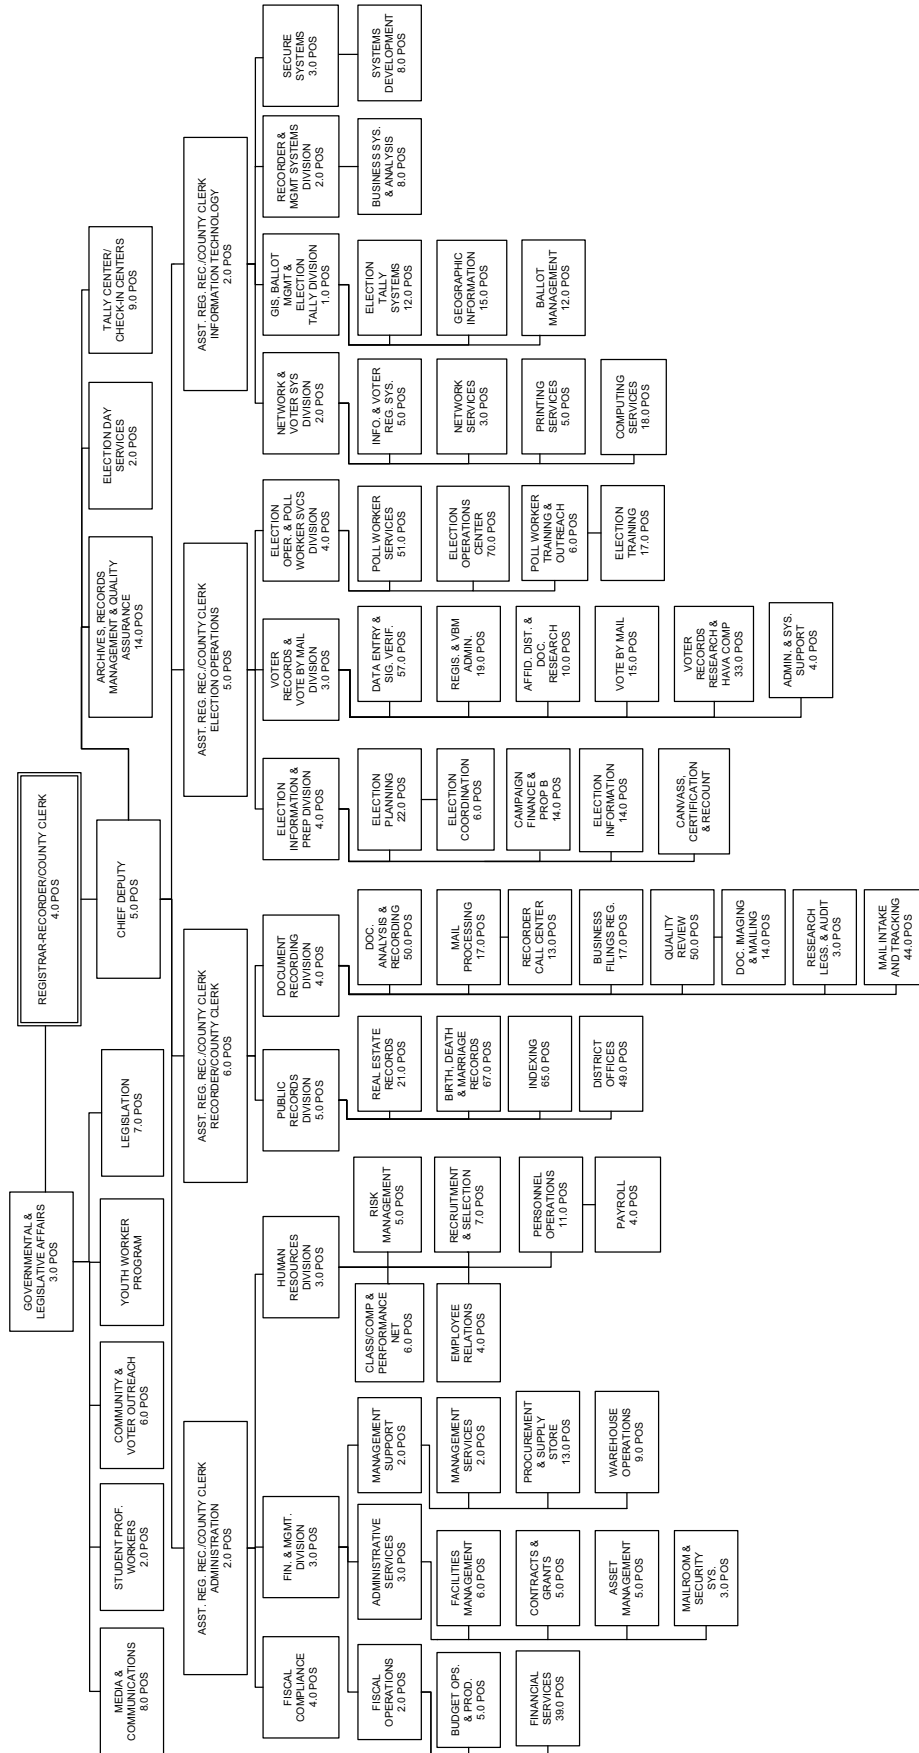 REGISTRAR-RECORDER/COUNTY CLERK
4.0 POS
GOVERNMENTAL &
LEGISLATIVE AFFAIRS
3.0 POS
CHIEF DEPUTY
5.0 POS
MEDIA &
COMMUNICATIONS
8.0 POS
STUDENT PROF.
WORKERS
2.0 POS
COMMUNITY &
VOTER OUTREACH
6.0 POS
YOUTH WORKER
PROGRAM
LEGISLATION
7.0 POS
ARCHIVES, RECORDS
MANAGEMENT & QUALITY
ASSURANCE
14.0 POS
ELECTION DAY
SERVICES
2.0 POS
TALLY CENTER/
CHECK-IN CENTERS
9.0 POS
ASST. REG. REC./COUNTY CLERK
ADMINISTRATION
2.0 POS
ASST. REG. REC./COUNTY CLERK
RECORDER/COUNTY CLERK
6.0 POS
ASST. REG. REC./COUNTY CLERK
ELECTION OPERATIONS
5.0 POS
ASST. REG. REC./COUNTY CLERK
INFORMATION TECHNOLOGY
2.0 POS
FISCAL
COMPLIANCE
4.0 POS
FIN. & MGMT.
DIVISION
3.0 POS
HUMAN
RESOURCES
DIVISION
3.0 POS
PUBLIC
RECORDS
DIVISION
5.0 POS
DOCUMENT
RECORDING
DIVISION
4.0 POS
ELECTION
INFORMATION &
PREP DIVISION
4.0 POS
VOTER
RECORDS &
VOTE BY MAIL
DIVISION
3.0 POS
ELECTION
OPER. & POLL
WORKER SVCS
DIVISION
4.0 POS
NETWORK &
VOTER SYS
DIVISION
2.0 POS
GIS, BALLOT
MGMT &
ELECTION
TALLY DIVISION
1.0 POS
RECORDER &
MGMT SYSTEMS
DIVISION
2.0 POS
SECURE
SYSTEMS
3.0 POS
FISCAL
OPERATIONS
2.0 POS
BUDGET OPS.
& PROD.
5.0 POS
FINANCIAL
SERVICES
39.0 POS
ADMINISTRATIVE
SERVICES
3.0 POS
FACILITIES
MANAGEMENT
6.0 POS
CONTRACTS &
GRANTS
5.0 POS
ASSET
MANAGEMENT
5.0 POS
MAILROOM &
SECURITY
SYS.
3.0 POS
MANAGEMENT
SUPPORT
2.0 POS
MANAGEMENT
SERVICES
2.0 POS
PROCUREMENT
& SUPPLY
STORE
13.0 POS
WAREHOUSE
OPERATIONS
9.0 POS
CLASS/COMP &
PERFORMANCE
NET
6.0 POS
RISK
MANAGEMENT
5.0 POS
EMPLOYEE
RELATIONS
4.0 POS
RECRUITMENT
& SELECTION
7.0 POS
PERSONNEL
OPERATIONS
11.0 POS
PAYROLL
4.0 POS
REAL ESTATE
RECORDS
21.0 POS
BIRTH, DEATH
& MARRIAGE
RECORDS
67.0 POS
INDEXING
65.0 POS
DISTRICT
OFFICES
49.0 POS
DOC.
ANALYSIS &
RECORDING
50.0 POS
MAIL
PROCESSING
17.0 POS
RECORDER
CALL CENTER
13.0 POS
BUSINESS
FILINGS REG.
17.0 POS
QUALITY
REVIEW
50.0 POS
DOC. IMAGING
& MAILING
14.0 POS
RESEARCH
LEGS. & AUDIT
3.0 POS
MAIL INTAKE
AND TRACKING
44.0 POS
ELECTION
PLANNING
22.0 POS
ELECTION
COORDINATION
6.0 POS
CAMPAIGN
FINANCE &
PROP B
14.0 POS
ELECTION
INFORMATION
14.0 POS
CANVASS,
CERTIFICATION
& RECOUNT
DATA ENTRY &
SIG. VERIF.
57.0 POS
REGIS. & VBM
ADMIN.
19.0 POS
AFFID. DIST. &
DOC.
RESEARCH
10.0 POS
VOTE BY MAIL
15.0 POS
VOTER
RECORDS
RESEARCH &
HAVA COMP
33.0 POS
ADMIN. & SYS.
SUPPORT
4.0 POS
POLL WORKER
SERVICES
51.0 POS
ELECTION
OPERATIONS
CENTER
70.0 POS
POLL WORKER
TRAINING &
OUTREACH
6.0 POS
ELECTION
TRAINING
17.0 POS
INFO. & VOTER
REG. SYS.
5.0 POS
NETWORK
SERVICES
3.0 POS
PRINTING
SERVICES
5.0 POS
COMPUTING
SERVICES
18.0 POS
ELECTION
TALLY
SYSTEMS
12.0 POS
GEOGRAPHIC
INFORMATION
15.0 POS
BALLOT
MANAGEMENT
12.0 POS
BUSINESS SYS.
& ANALYSIS
8.0 POS
SYSTEMS
DEVELOPMENT
8.0 POS